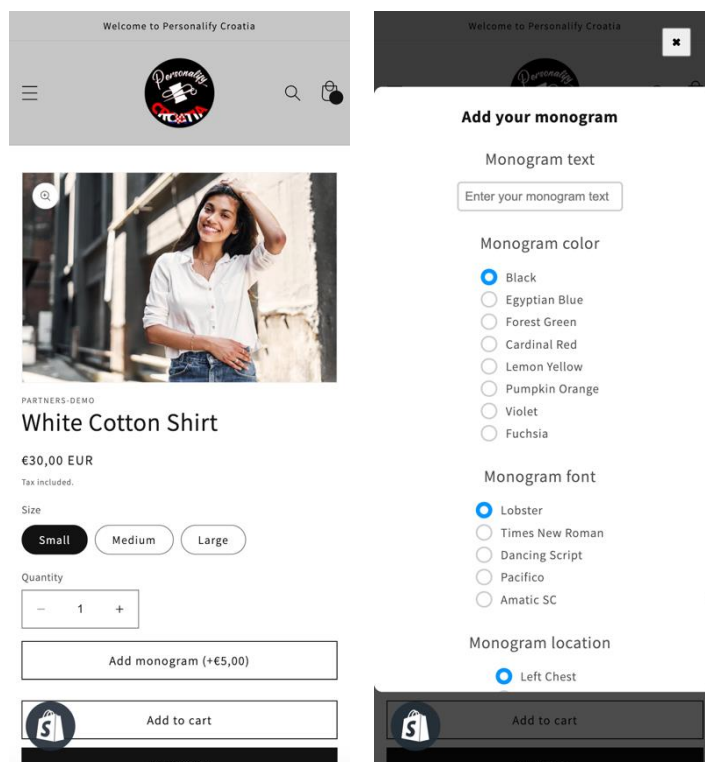 Welcome to Personalify Croatia
Personalify
CROATIA
PARTNERS-DEMO
White Cotton Shirt
€30,00 EUR
Tax included.
Size
Small Medium Large
Quantity
− 1 +
Add monogram (+€5,00)
S
Add to cart
Welcome to Personalify Croatia
Personalify
✖
Add your monogram
Monogram text
Enter your monogram text
Monogram color
Black
Egyptian Blue
Forest Green
Cardinal Red
Lemon Yellow
Pumpkin Orange
Violet
Fuchsia
Monogram font
Lobster
Times New Roman
Dancing Script
Pacifico
Amatic SC
Monogram location
Left Chest
S
Add to cart